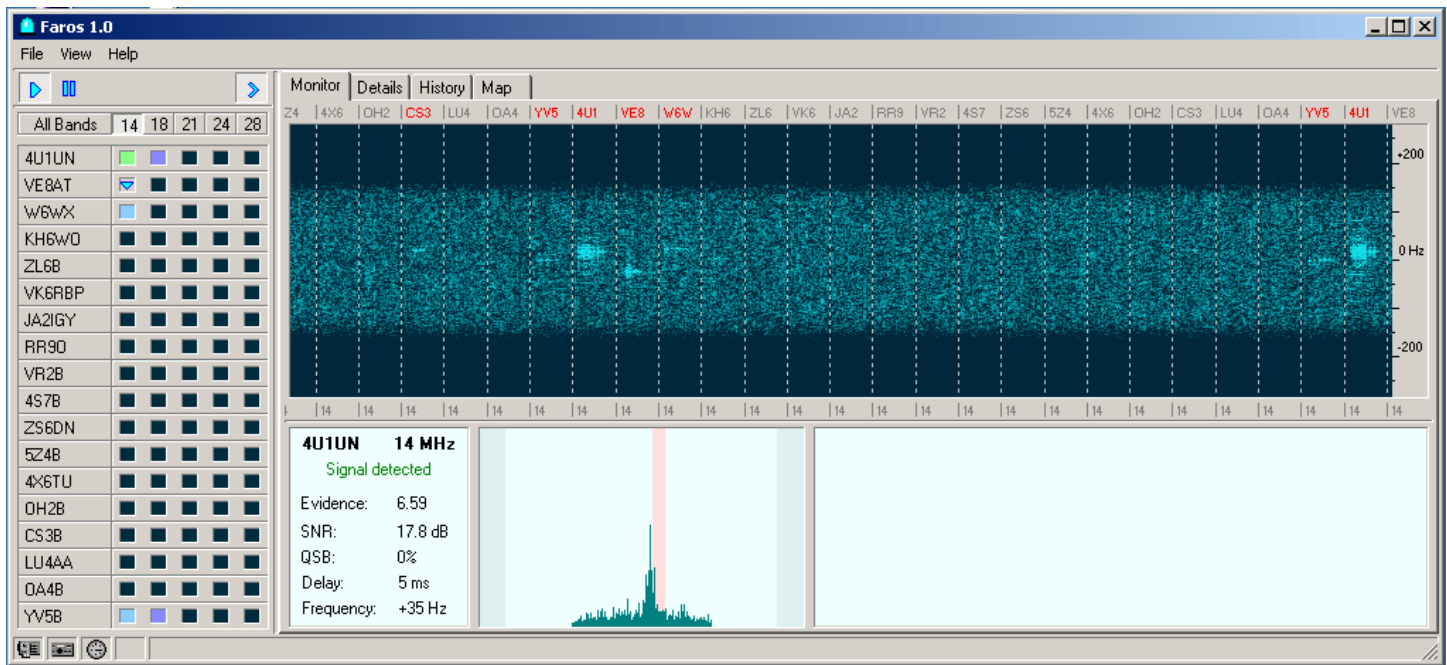 Faros 1.0
File View Help
Monitor Details History Map
Z4 4X6 OH2 CS3 LU4 OA4 YV5 4U1 VE8 W6W KH6 ZL6 VK6 JA2 RR9 VR2 4S7 ZS6 5Z4 4X6 OH2 CS3 LU4 OA4 YV5 4U1 VE8
All Bands 14 18 21 24 28
4U1UN
VE8AT
W6WX
KH6WO
ZL6B
VK6RBP
JA2IGY
RR9O
VR2B
4S7B
ZS6DN
5Z4B
4X6TU
OH2B
CS3B
LU4AA
OA4B
YV5B
+200
0 Hz
-200
14 14 14 14 14 14 14 14 14 14 14 14 14 14 14 14 14 14 14 14 14 14 14 14 14 14
4U1UN 14 MHz
Signal detected
Evidence: 6.59
SNR: 17.8 dB
QSB: 0%
Delay: 5 ms
Frequency: +35 Hz